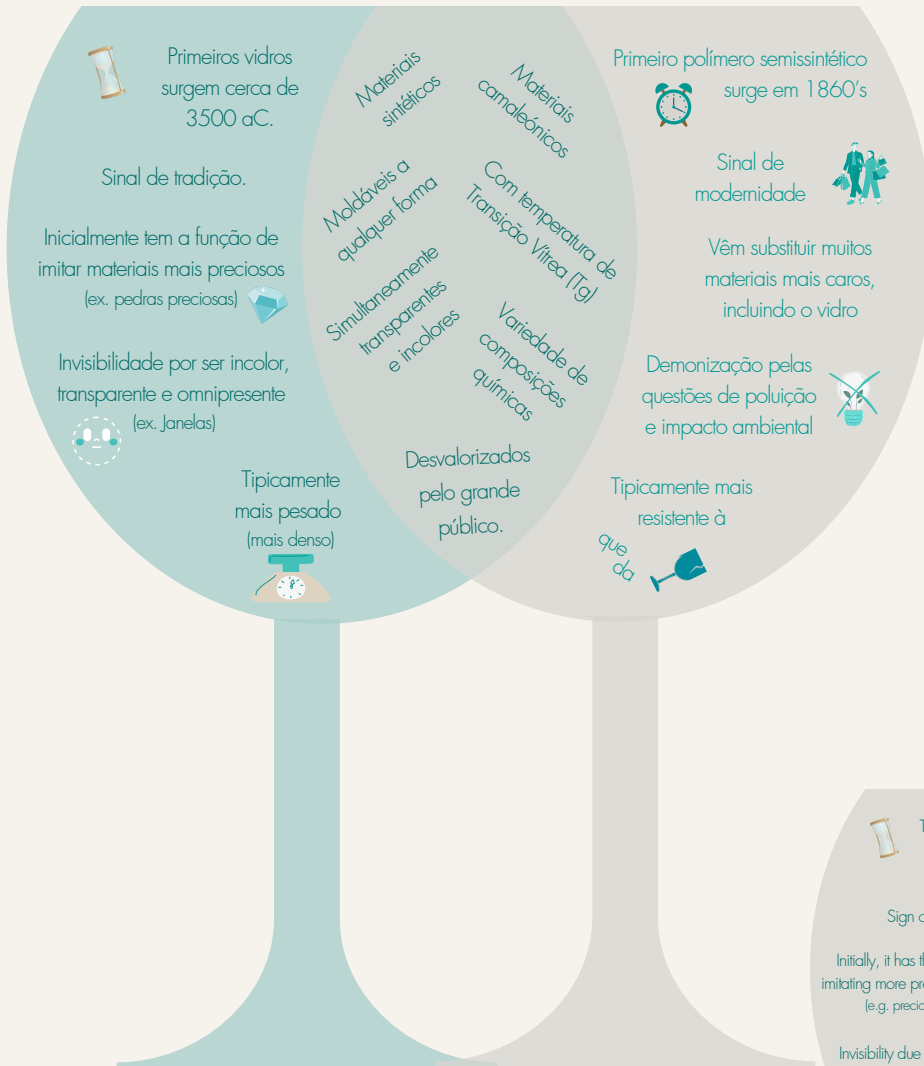 Primeiros vidros
surgem cerca de
3500 aC.
Sinal de tradição.
Inicialmente tem a função de
imitar materiais mais preciosos
(ex. pedras preciosas)
Invisibilidade por ser incolor,
transparente e omnipresente
(ex. Janelas)
Tipicamente
mais pesado
(mais denso)
Materiais
sintéticos
Materiais
camaleónicos
Moldáveis a
qualquer forma
Com temperatura de
Transição Vítrea (Tg)
Simultaneamente
transparentes
e incolores
Variedade de
composições
químicas
Desvalorizados
pelo grande
público.
Primeiro polímero semissintético
surge em 1860’s
Sinal de
modernidade
Vêm substituir muitos
materiais mais caros,
incluindo o vidro
Demonização pelas
questões de poluição
e impacto ambiental
Tipicamente mais
resistente à
que
da
Sign
Initially, it has
imitating more
(e.g.
Invisibility due